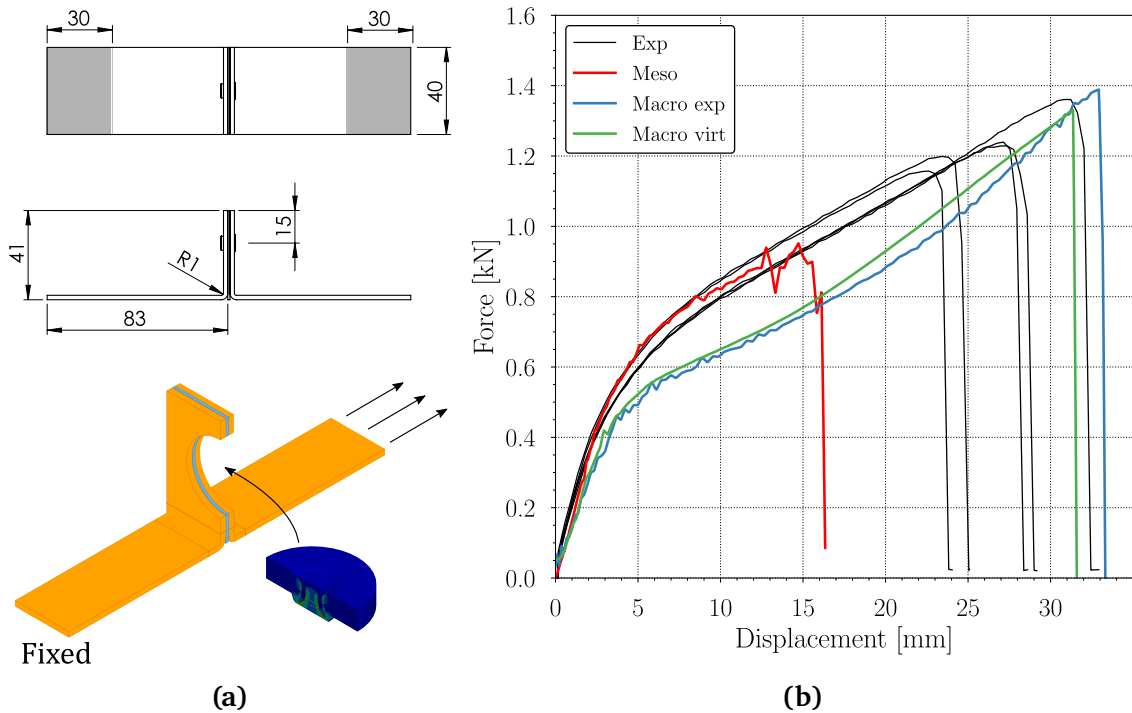 30
30
40
41
15
R1
83
Fixed
(a)
1.6
1.4
1.2
1.0
0.8
0.6
0.4
0.2
0.0
Force [kN]
Exp
Meso
Macro exp
Macro virt
0
5
10
15
20
25
30
Displacement [mm]
(b)